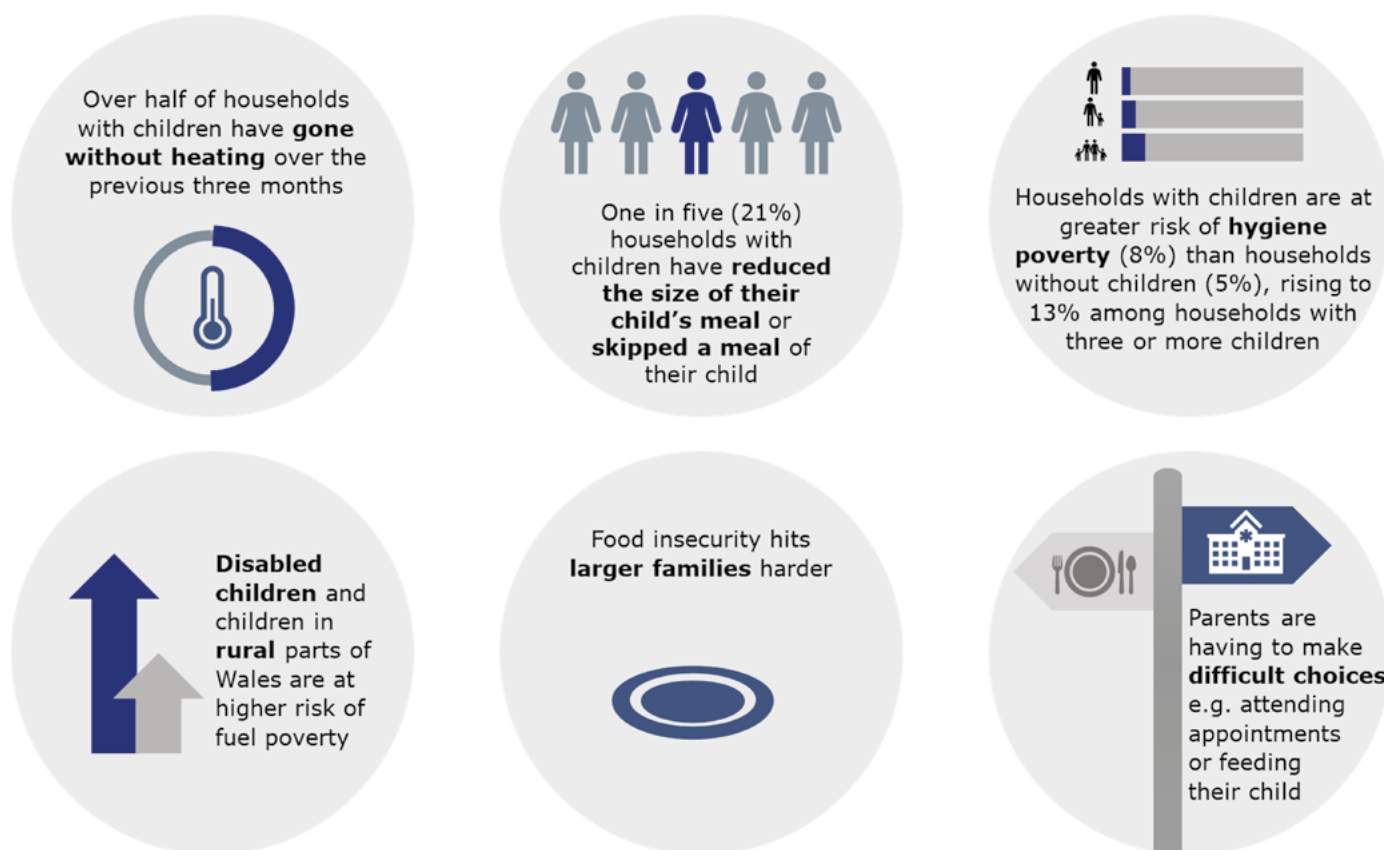 Over half of households
with children have gone
without heating over the
previous three months
One in five (21%)
households with
children have reduced
the size of their
child’s meal or
skipped a meal of
their child
Households with children are at
greater risk of hygiene
poverty (8%) than households
without children (5%), rising to
13% among households with
three or more children
Disabled
children and
children in
rural parts of
Wales are at
higher risk of
fuel poverty
Food insecurity hits
larger families harder
Parents are
having to make
difficult choices
e.g. attending
appointments
or feeding
their child